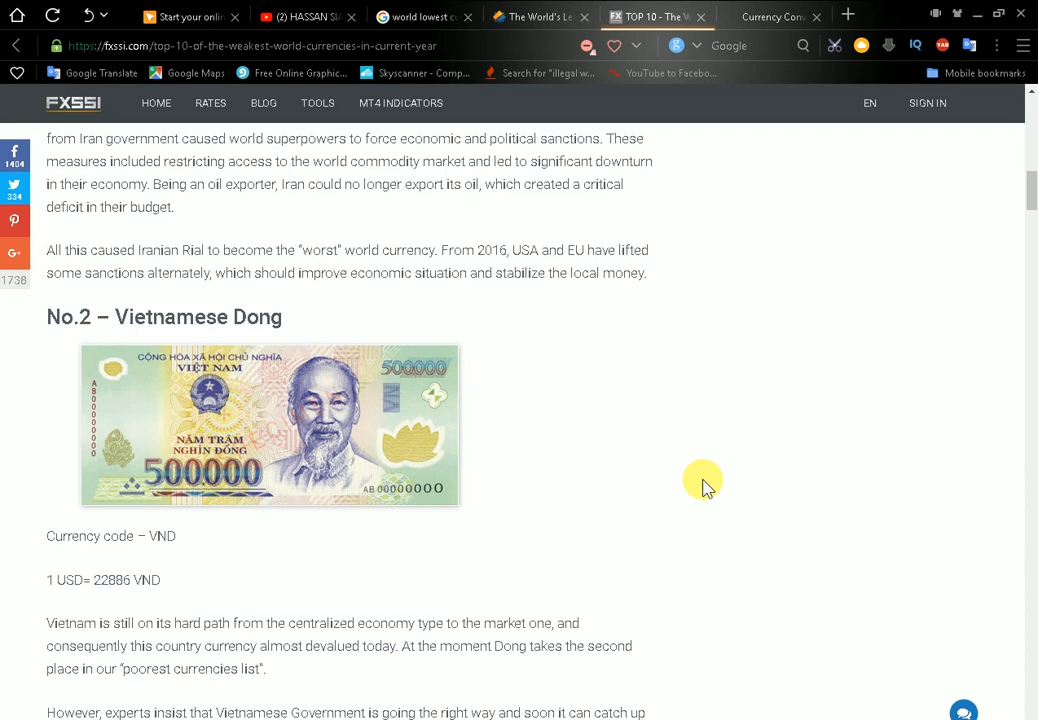 Start your onlin
(2) HASSAN SI
world lowest cu
The World's Le
FX TOP 10 - The W
Currency Conv
https://fxssi.com/top-10-of-the-weakest-world-currencies-in-current-year
g Google
IQ
YAB
Google Translate
Google Maps
Free Online Graphic...
Skyscanner - Comp...
Search for "illegal w...
YouTube to Facebo...
Mobile bookmarks
FXSSI
HOME
RATES
BLOG
TOOLS
MT4 INDICATORS
EN
SIGN IN
f
1404
334
G+
1738
from Iran government caused world superpowers to force economic and political sanctions. These
measures included restricting access to the world commodity market and led to significant downturn
in their economy. Being an oil exporter, Iran could no longer export its oil, which created a critical
deficit in their budget.
All this caused Iranian Rial to become the “worst” world currency. From 2016, USA and EU have lifted
some sanctions alternately, which should improve economic situation and stabilize the local money.
No.2 – Vietnamese Dong
CỘNG HÒA XÃ HỘI CHỦ NGHĨA
VIỆT NAM
500000
AB00000000
NĂM TRĂM
NGHÌN ĐỒNG
500000
AB 00000000
Currency code – VND
1 USD= 22886 VND
Vietnam is still on its hard path from the centralized economy type to the market one, and
consequently this country currency almost devalued today. At the moment Dong takes the second
place in our “poorest currencies list”.
However, experts insist that Vietnamese Government is going the right way and soon it can catch up